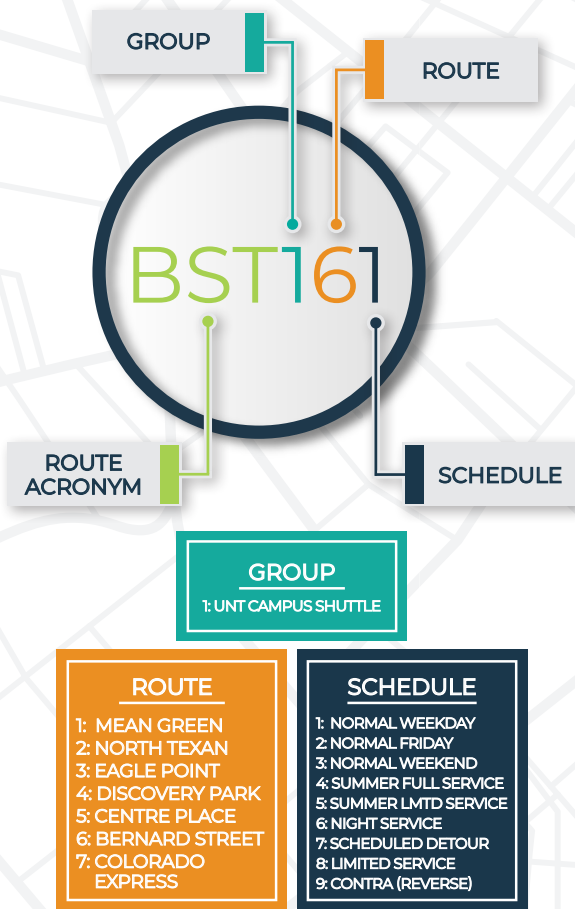 GROUP
ROUTE
BST161
ROUTE
ACRONYM
SCHEDULE
GROUP
1: UNT CAMPUS SHUTTLE
ROUTE
1: MEAN GREEN
2: NORTH TEXAN
3: EAGLE POINT
4: DISCOVERY PARK
5: CENTRE PLACE
6: BERNARD STREET
7: COLORADO
EXPRESS
SCHEDULE
1: NORMAL WEEKDAY
2: NORMAL FRIDAY
3: NORMAL WEEKEND
4: SUMMER FULL SERVICE
5: SUMMER LMTD SERVICE
6: NIGHT SERVICE
7: SCHEDULED DETOUR
8: LIMITED SERVICE
9: CONTRA (REVERSE)